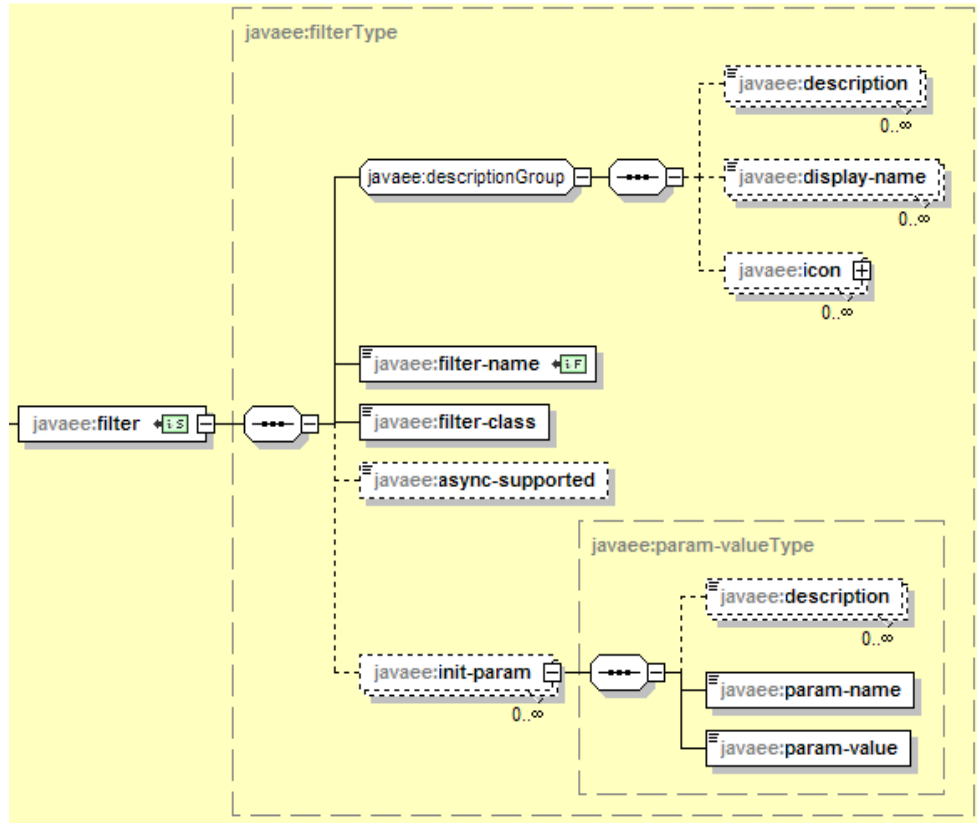 javaee:filterType
javaee:description
0..∞
javaee:descriptionGroup
javaee:display-name
0..∞
javaee:icon
0..∞
javaee:filter-name iF
javaee:filter iS
javaee:filter-class
javaee:async-supported
javaee:param-valueType
javaee:description
0..∞
javaee:init-param
0..∞
javaee:param-name
javaee:param-value